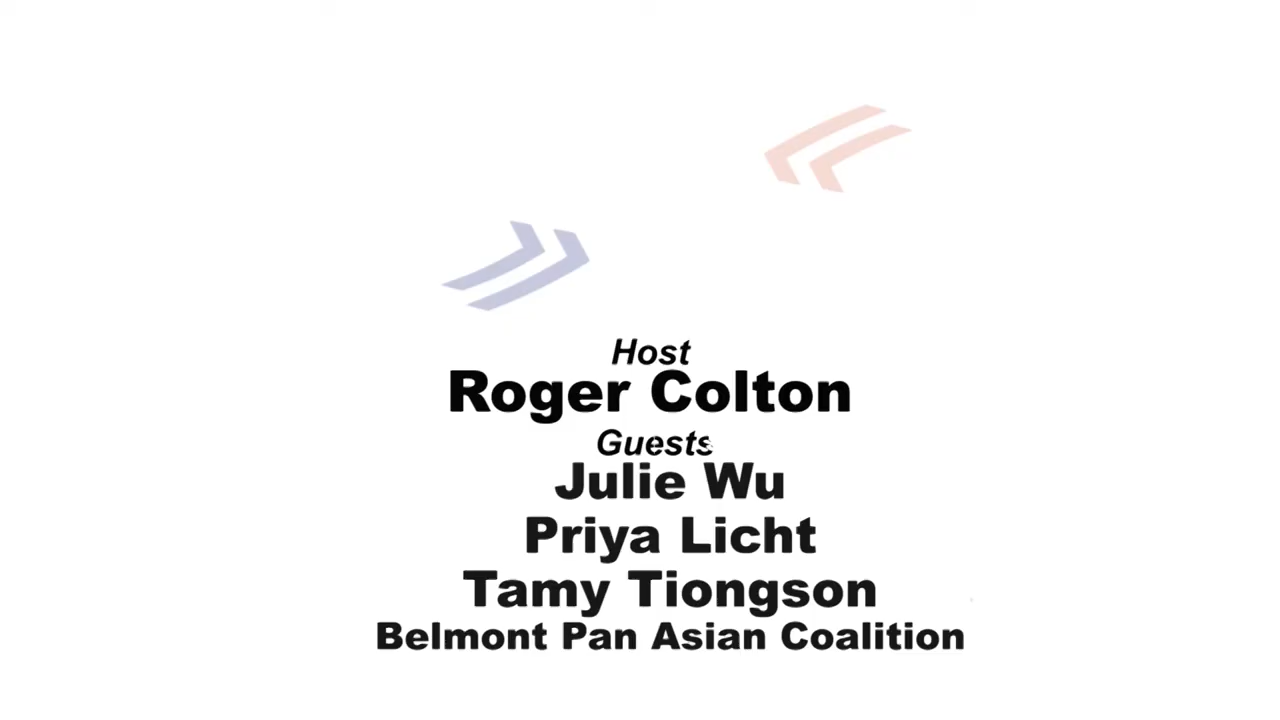 Host
Roger Colton
Guests
Julie Wu
Priya Licht
Tamy Tiongson
Belmont Pan Asian Coalition